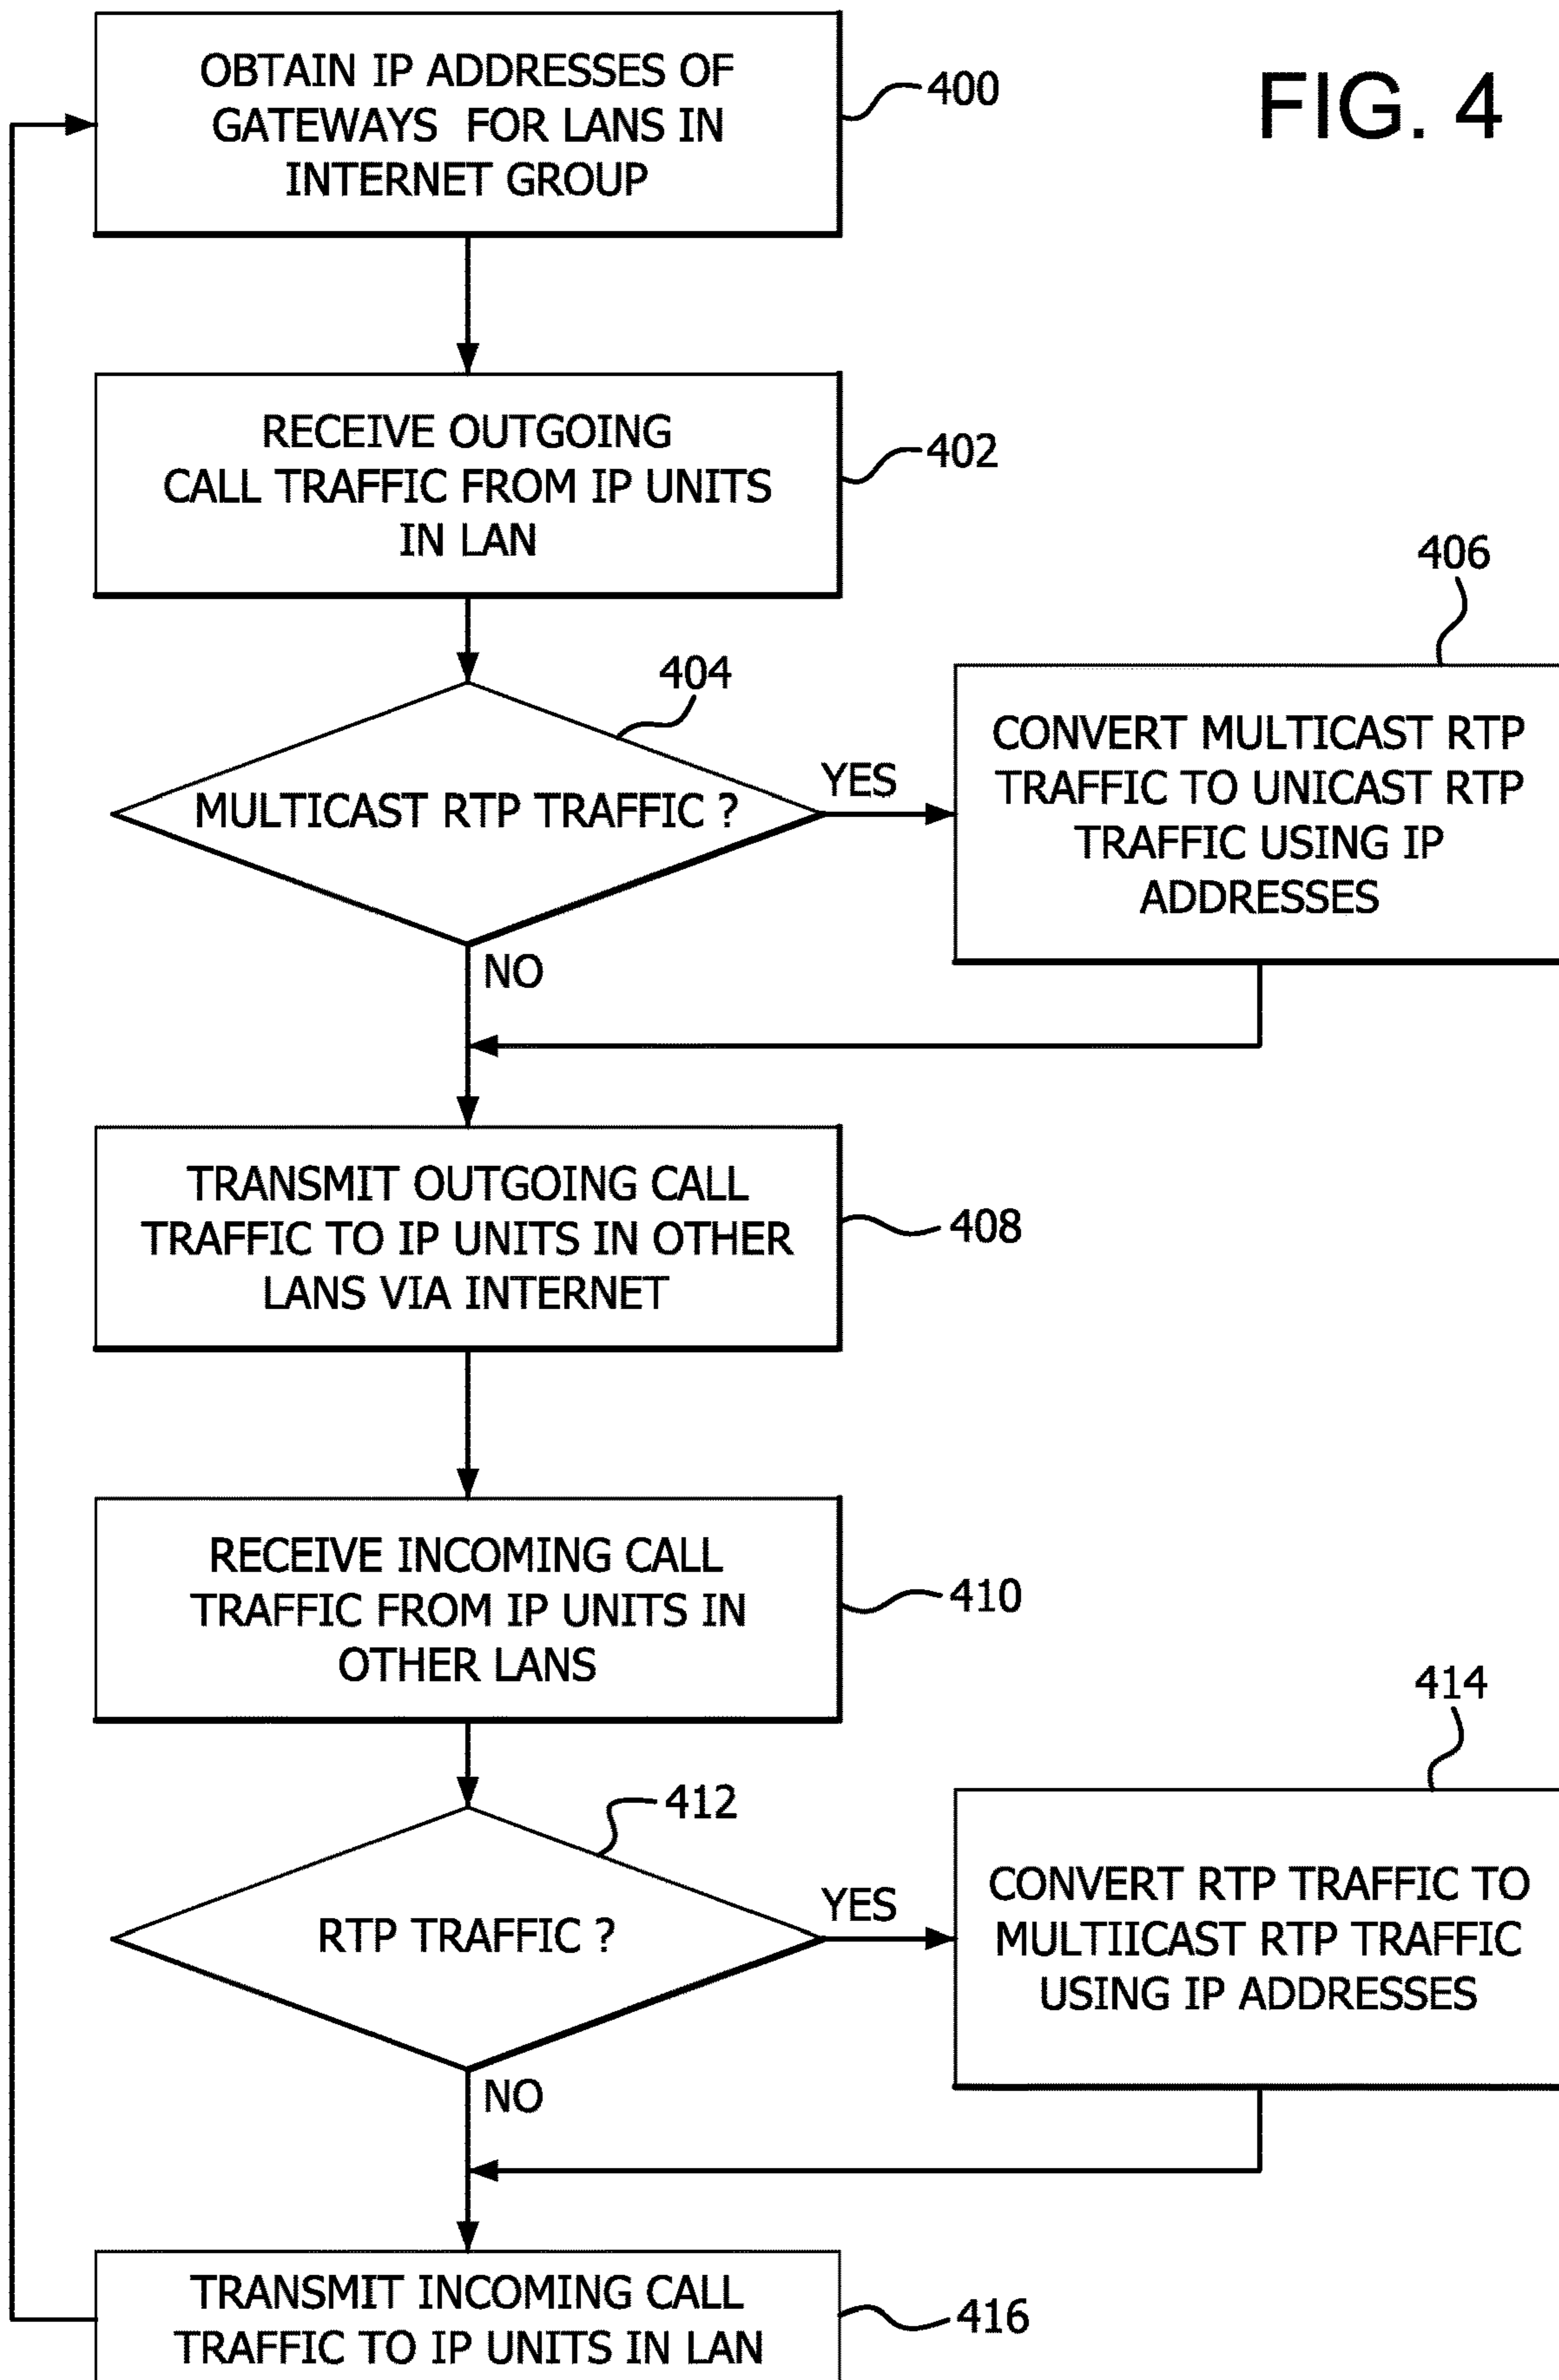 FIG. 4
OBTAIN IP ADDRESSES OF
GATEWAYS FOR LANS IN
INTERNET GROUP
400
RECEIVE OUTGOING
CALL TRAFFIC FROM IP UNITS
IN LAN
402
404
MULTICAST RTP TRAFFIC ?
YES
NO
406
CONVERT MULTICAST RTP
TRAFFIC TO UNICAST RTP
TRAFFIC USING IP
ADDRESSES
TRANSMIT OUTGOING CALL
TRAFFIC TO IP UNITS IN OTHER
LANS VIA INTERNET
408
RECEIVE INCOMING CALL
TRAFFIC FROM IP UNITS IN
OTHER LANS
410
412
RTP TRAFFIC ?
YES
NO
414
CONVERT RTP TRAFFIC TO
MULTIICAST RTP TRAFFIC
USING IP ADDRESSES
TRANSMIT INCOMING CALL
TRAFFIC TO IP UNITS IN LAN
416